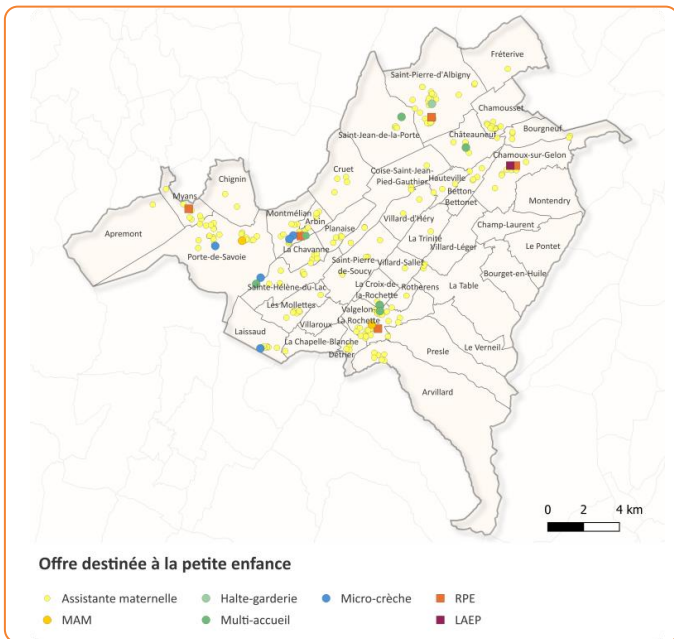 Fréterive
Saint-Pierre-d'Albigny
Chamousset
Bourgneuf
Saint-Jean-de-la-Porte
Châteauneuf
Chamoux-sur-Gelon
Coise-Saint-Jean-
Pied-Gauthier
Cruet
Hauteville
Chignin
Betton-
Bettonet
Myans
Montendry
Montmélian
Arbin
Villard-d'Héry
Champ-Laurent
Apremont
Planaise
La Trinité
Le Pontet
La Chavanne
Villard-Léger
Porte-de-Savoie
Saint-Pierre-
de-Soucy
Villard-Sallet
Bourget-en-Huile
Sainte-Hélène-du-Lac
La Croix-de-
la-Rochette
Rotherens
La Table
Les Mollettes
Valgelon-
La Rochette
Laissaud
Villaroux
La Chapelle-Blanche
Presle
Le Verneil
Détrier
Arvillard
0 2 4 km
Offre destinée à la petite enfance
Assistante maternelle
Halte-garderie
Micro-crèche
RPE
MAM
Multi-accueil
LAEP